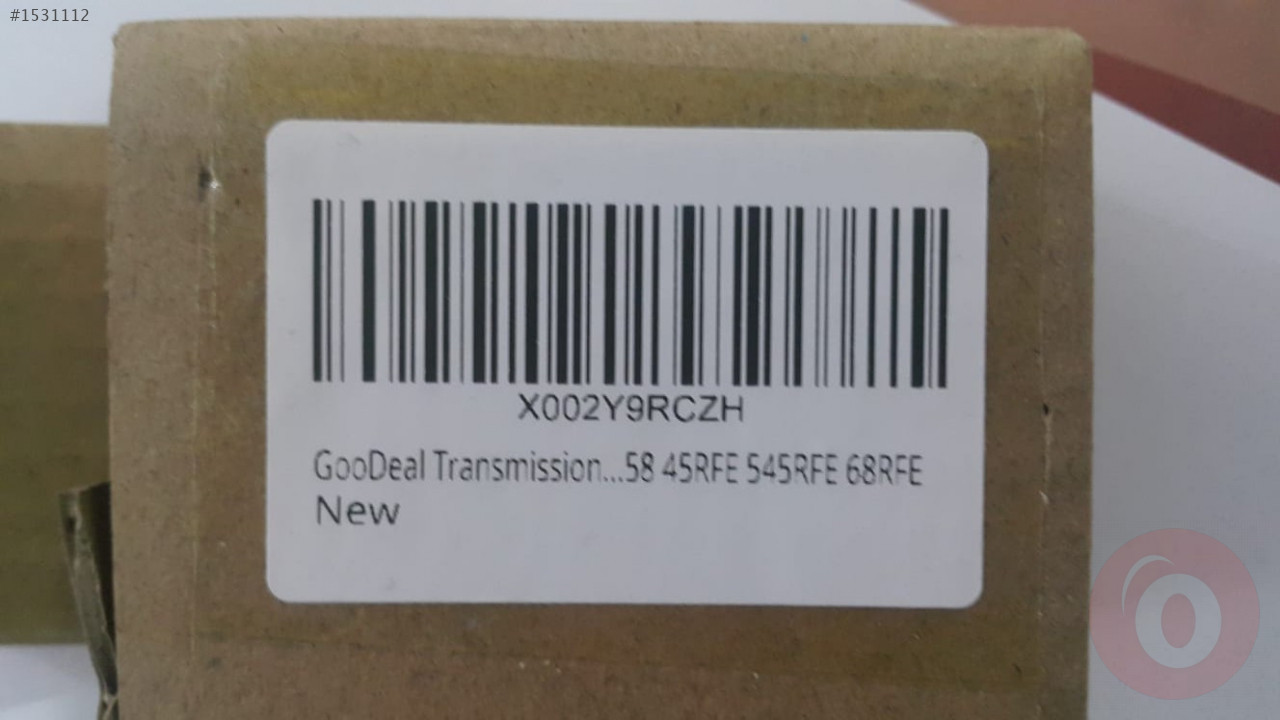 #1531112
X002Y9RCZH
GooDeal Transmission...58 45RFE 545RFE 68RFE
New